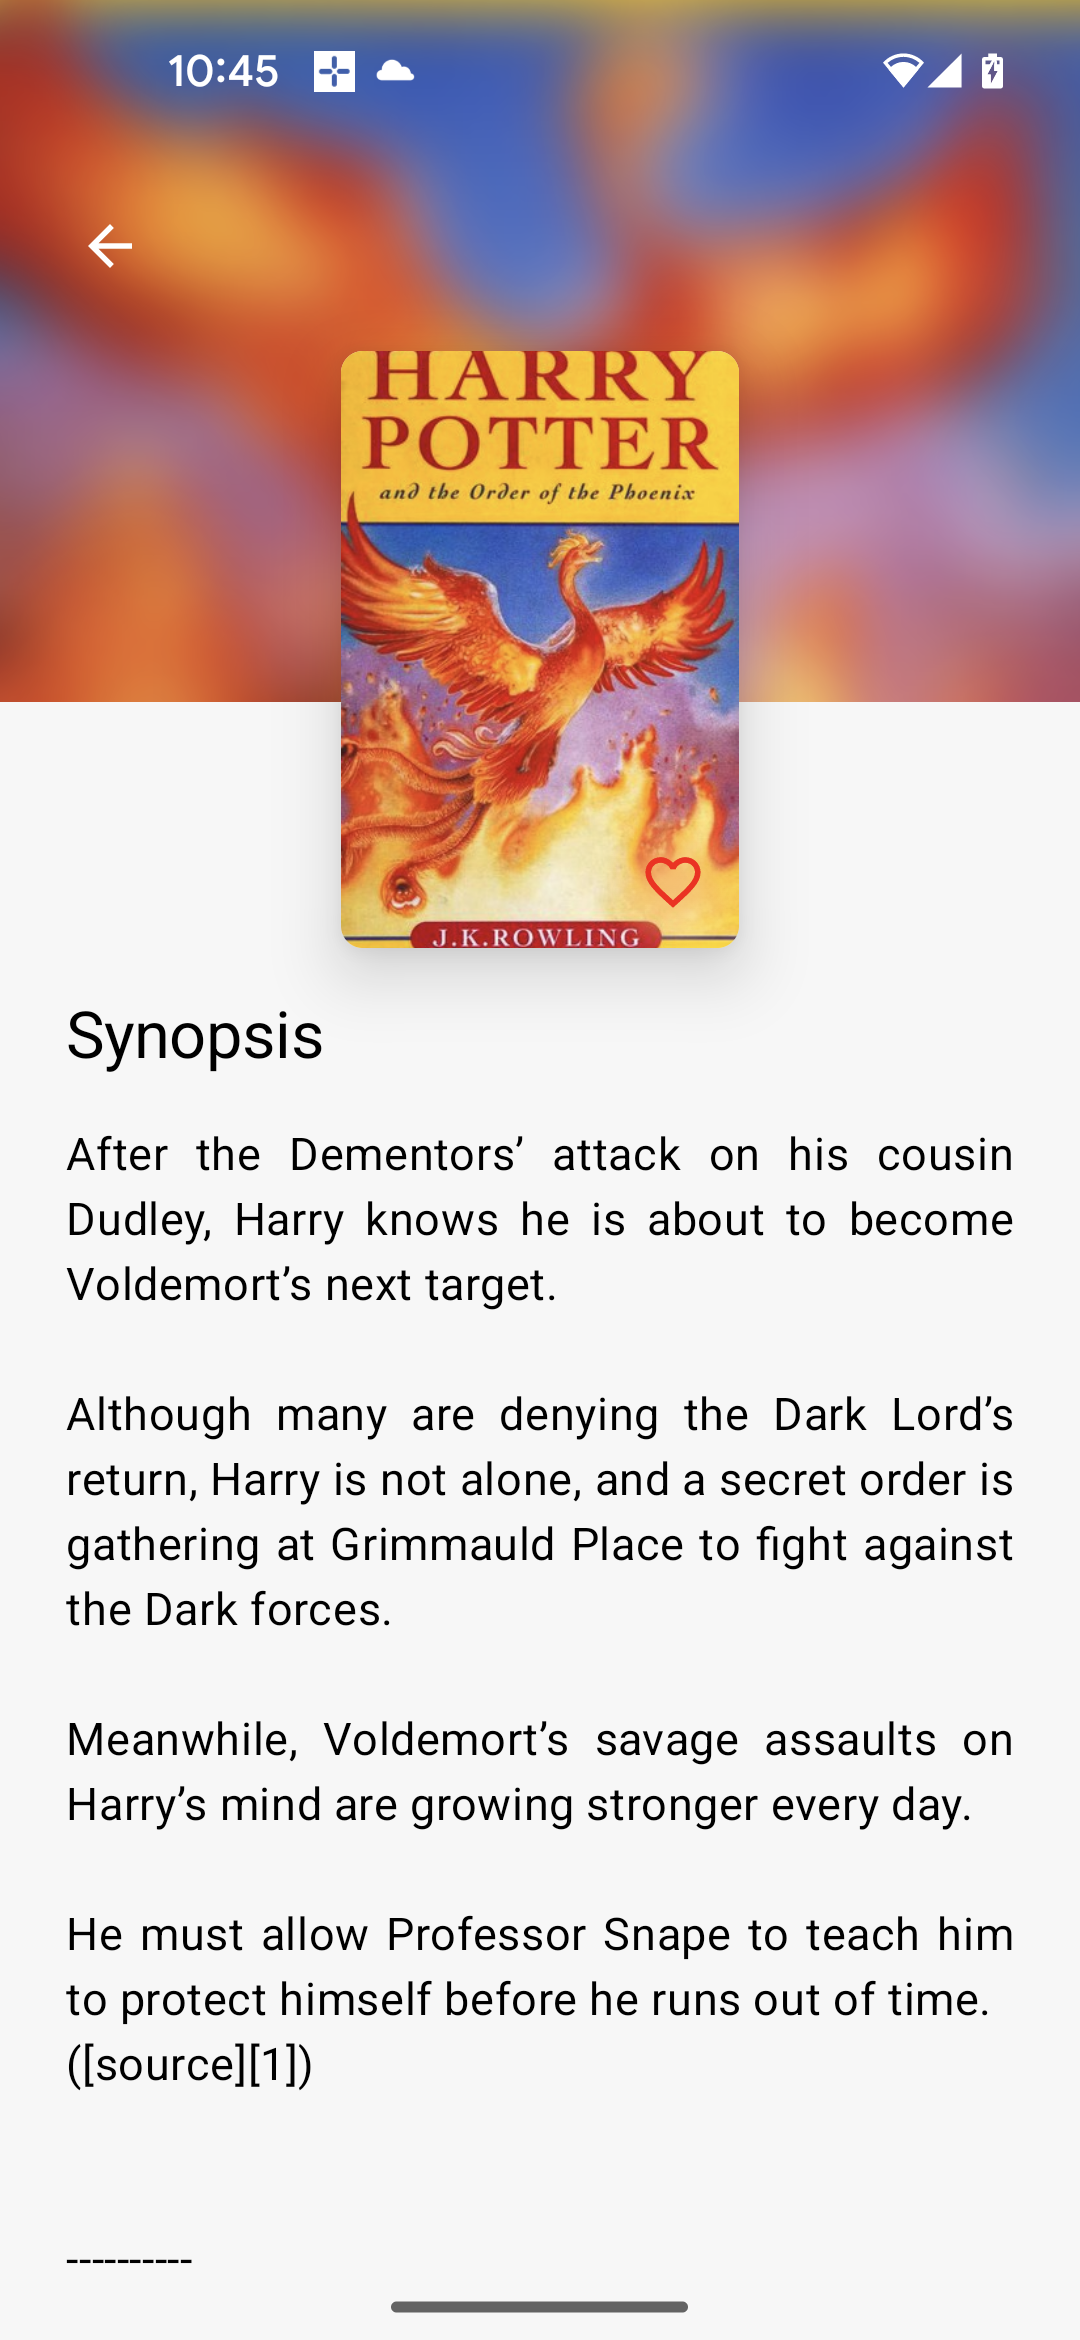 10:45
HARRY
POTTER
and the Order of the Phoenix
J.K.ROWLING
Synopsis
After the Dementors’ attack on his cousin
Dudley, Harry knows he is about to become
Voldemort’s next target.
Although many are denying the Dark Lord’s
return, Harry is not alone, and a secret order is
gathering at Grimmauld Place to fight against
the Dark forces.
Meanwhile, Voldemort’s savage assaults on
Harry’s mind are growing stronger every day.
He must allow Professor Snape to teach him
to protect himself before he runs out of time.
([source][1])
----------